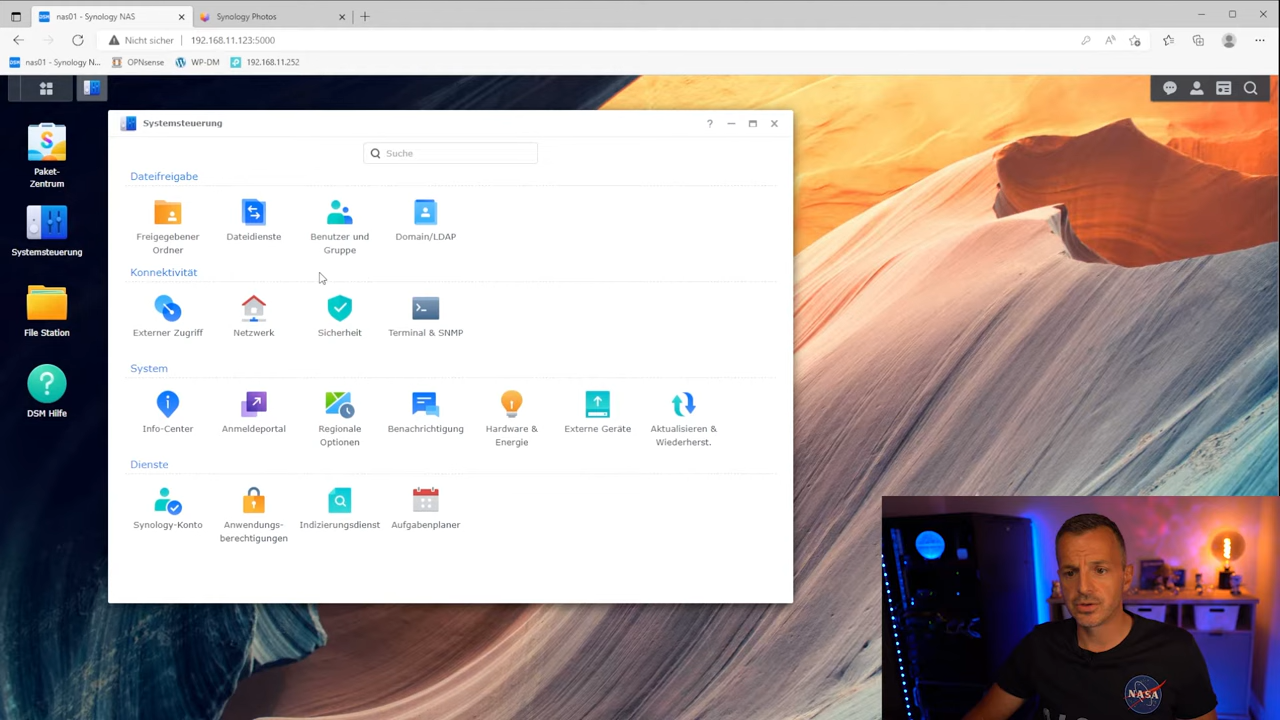 nas01 - Synology NAS
Synology Photos
Nicht sicher
192.168.11.123:5000
nas01 - Synology N...
OPNsense
WP-DM
192.168.11.252
Paket-
Zentrum
Systemsteuerung
File Station
DSM Hilfe
Systemsteuerung
Suche
Dateifreigabe
Freigegebener
Ordner
Dateidienste
Benutzer und
Gruppe
Domain/LDAP
Konnektivität
Externer Zugriff
Netzwerk
Sicherheit
Terminal & SNMP
System
Info-Center
Anmeldeportal
Regionale
Optionen
Benachrichtigung
Hardware &
Energie
Externe Geräte
Aktualisieren &
Wiederherst.
Dienste
Synology-Konto
Anwendungs-
berechtigungen
Indizierungsdienst
Aufgabenplaner
NASA